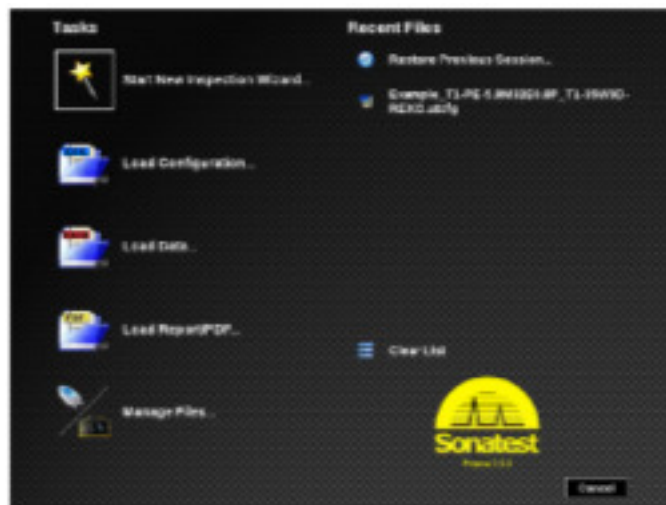 Tasks
Start New Inspection Wizard...
Load Configuration...
Load Data...
Load Report/PDF...
Manage Files...
Recent Files
Restore Previous Session...
Clear List
Sonatest
Cancel